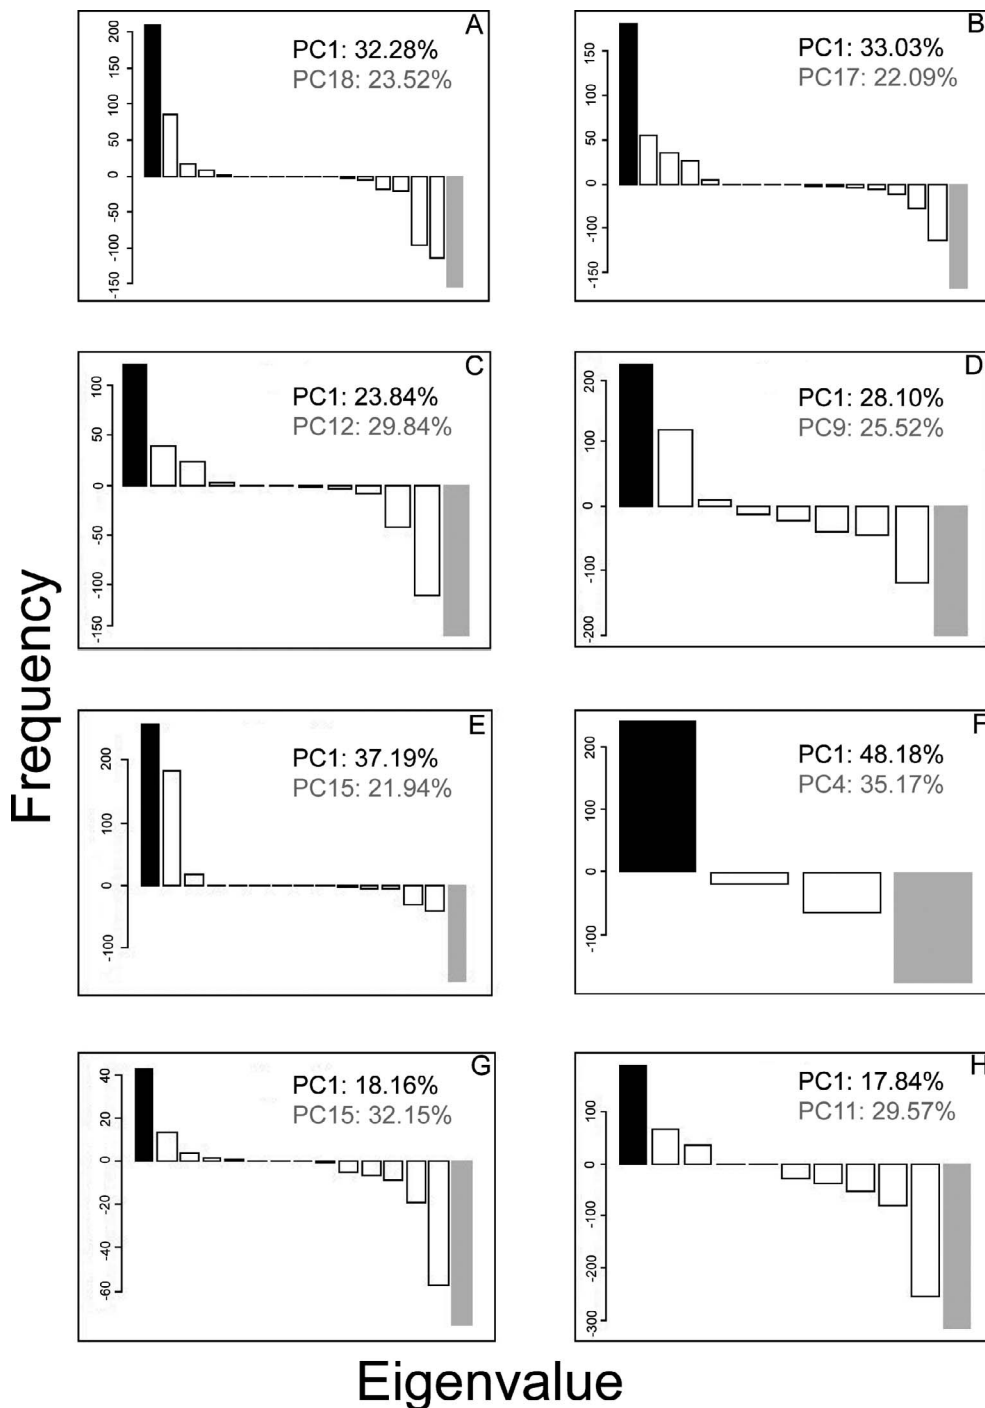 A
PC1: 32.28%
PC18: 23.52%
200
150
100
50
0
-50
-100
-150
B
PC1: 33.03%
PC17: 22.09%
150
100
50
0
-50
-100
-150
C
PC1: 23.84%
PC12: 29.84%
100
50
0
-50
-100
-150
D
PC1: 28.10%
PC9: 25.52%
200
100
0
-100
-200
Frequency
E
PC1: 37.19%
PC15: 21.94%
200
100
0
-100
F
PC1: 48.18%
PC4: 35.17%
200
100
0
-100
G
PC1: 18.16%
PC15: 32.15%
40
20
0
-20
-40
-60
H
PC1: 17.84%
PC11: 29.57%
100
0
-100
-200
-300
Eigenvalue